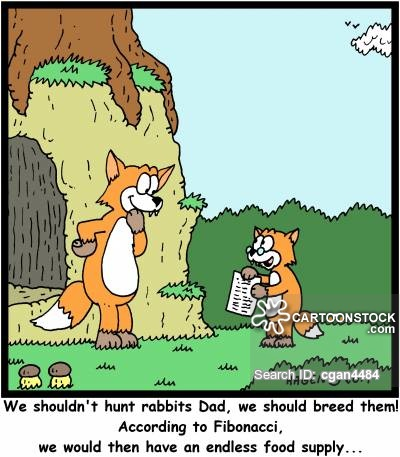 CARTOONSTOCK
.com
Search ID: cgan4484
We shouldn't hunt rabbits Dad, we should breed them!
According to Fibonacci,
we would then have an endless food supply...